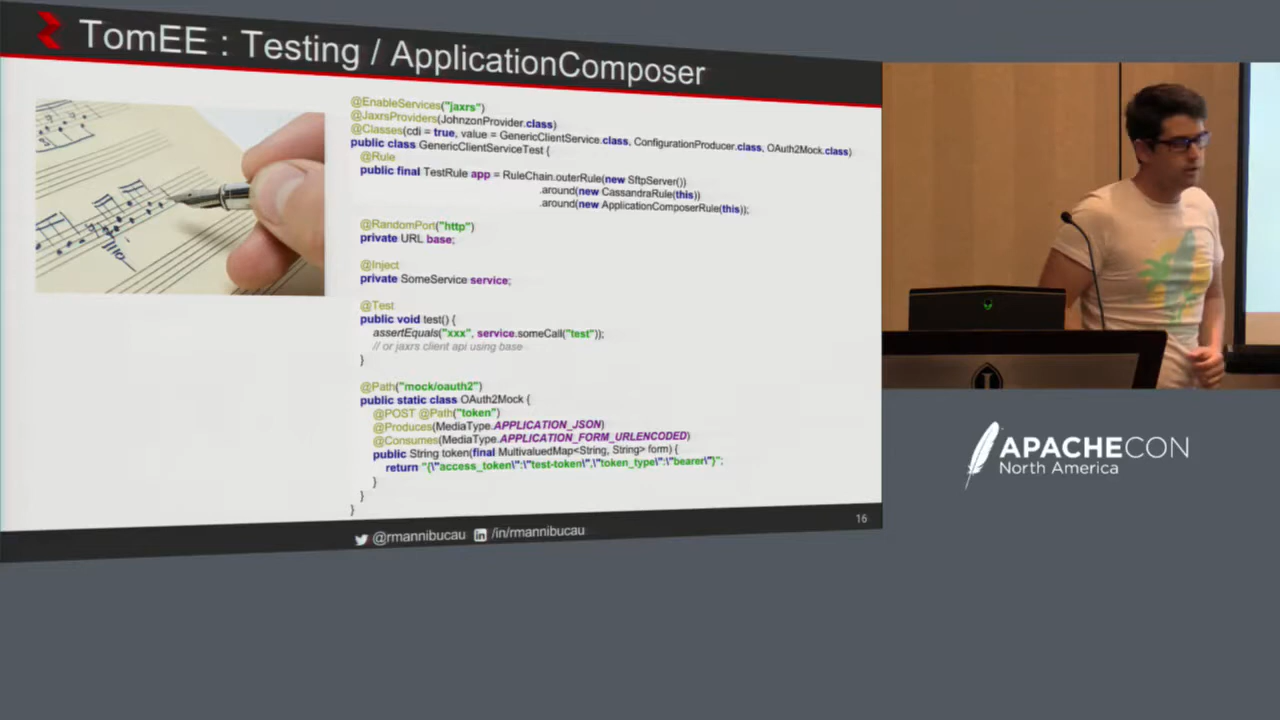 TomEE : Testing / ApplicationComposer
@EnableServices("jaxrs")
@JaxrsProviders(JohnzonProvider.class)
@Classes(cdi = true, value = GenericClientService.class, ConfigurationProducer.class, OAuth2Mock.class)
public class GenericClientServiceTest {
@Rule
public final TestRule app = RuleChain.outerRule(new SftpServer())
.around(new CassandraRule(this))
.around(new ApplicationComposerRule(this));
@RandomPort("http")
private URL base;
@Inject
private SomeService service;
@Test
public void test() {
assertEquals("xxx", service.someCall("test"));
// or jaxrs client api using base
}
@Path("mock/oauth2")
public static class OAuth2Mock {
@POST @Path("token")
@Produces(MediaType.APPLICATION_JSON)
@Consumes(MediaType.APPLICATION_FORM_URLENCODED)
public String token(final MultivaluedMap<String, String> form) {
return "{\"access_token\":\"test-token\",\"token_type\":\"bearer\"}";
}
}
}
16
@rmannibucau in /in/rmannibucau
APACHECON
North America